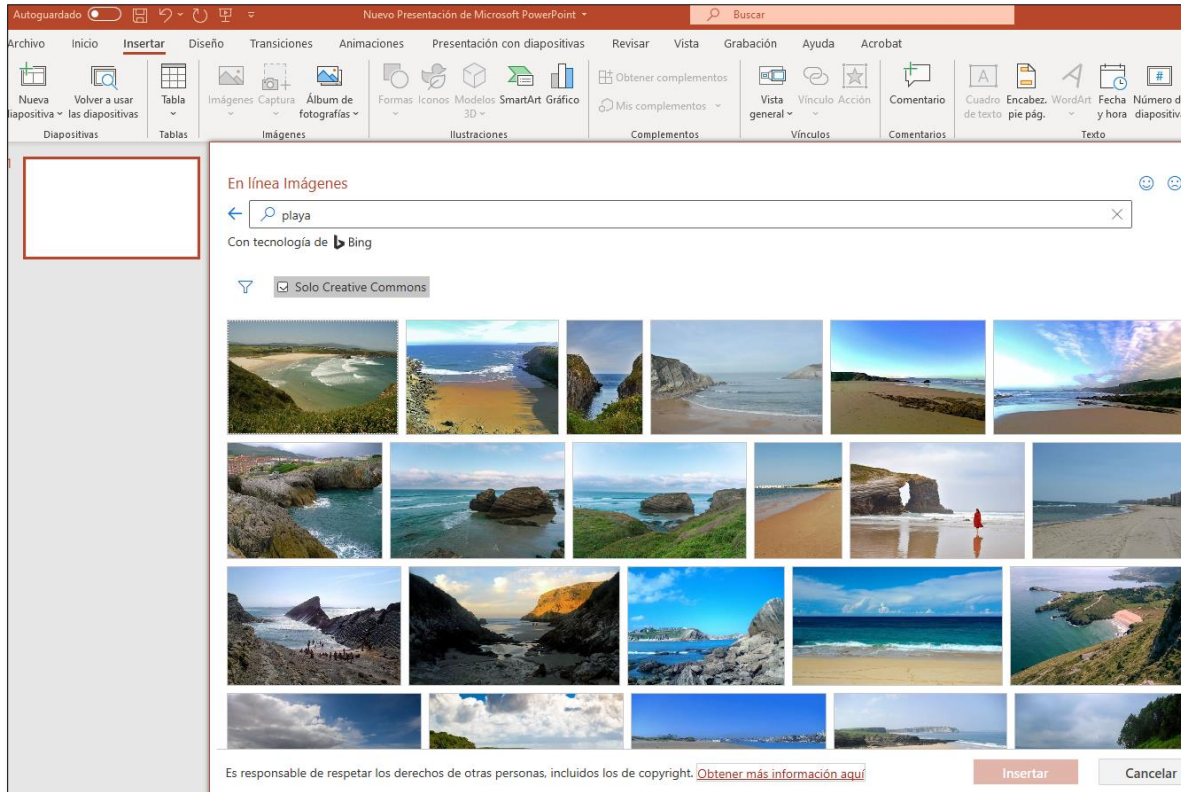 Autoguardado Nuevo Presentación de Microsoft PowerPoint Buscar
Archivo Inicio Insertar Diseño Transiciones Animaciones Presentación con diapositivas Revisar Vista Grabación Ayuda Acrobat
Nueva diapositiva Volver a usar las diapositivas Tabla Imágenes Captura Álbum de fotografías Formas Iconos Modelos 3D SmartArt Gráfico Obtener complementos Mis complementos Vista general Vínculo Acción Comentario Cuadro de texto Encabez. pie pág. WordArt Fecha y hora Número d diapositiva
Diapositivas Tablas Imágenes Ilustraciones Complementos Vínculos Comentarios Texto
1
En línea Imágenes
playa
Con tecnología de Bing
Solo Creative Commons
Es responsable de respetar los derechos de otras personas, incluidos los de copyright. Obtener más información aquí Insertar Cancelar